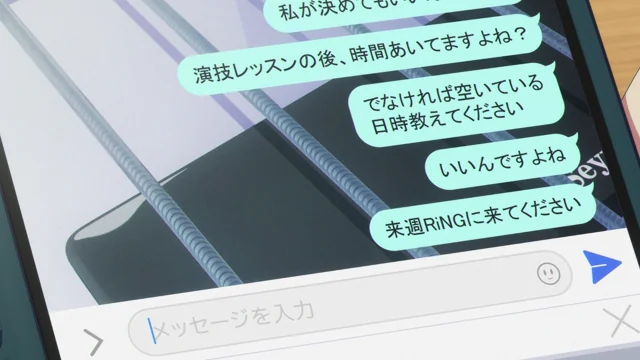 私が決めてもいい
演技レッスンの後、時間あいてますよね？
でなければ空いている
日時教えてください
いいんですよね
来週RiNGに来てください
メッセージを入力